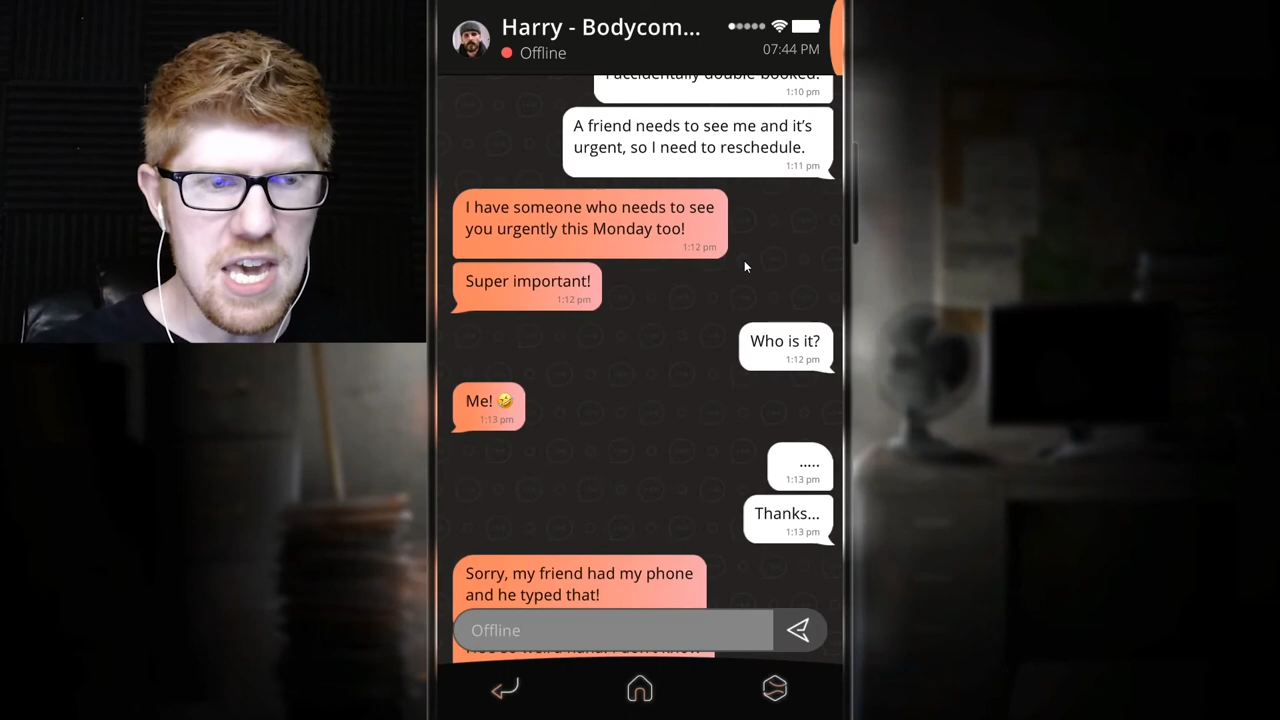 Harry - Bodycom...
Offline
07:44 PM
I accidentally double booked.
1:10 pm
A friend needs to see me and it’s
urgent, so I need to reschedule.
1:11 pm
I have someone who needs to see
you urgently this Monday too!
1:12 pm
Super important!
1:12 pm
Who is it?
1:12 pm
Me! 🤣
1:13 pm
.....
1:13 pm
Thanks...
1:13 pm
Sorry, my friend had my phone
and he typed that!
Offline